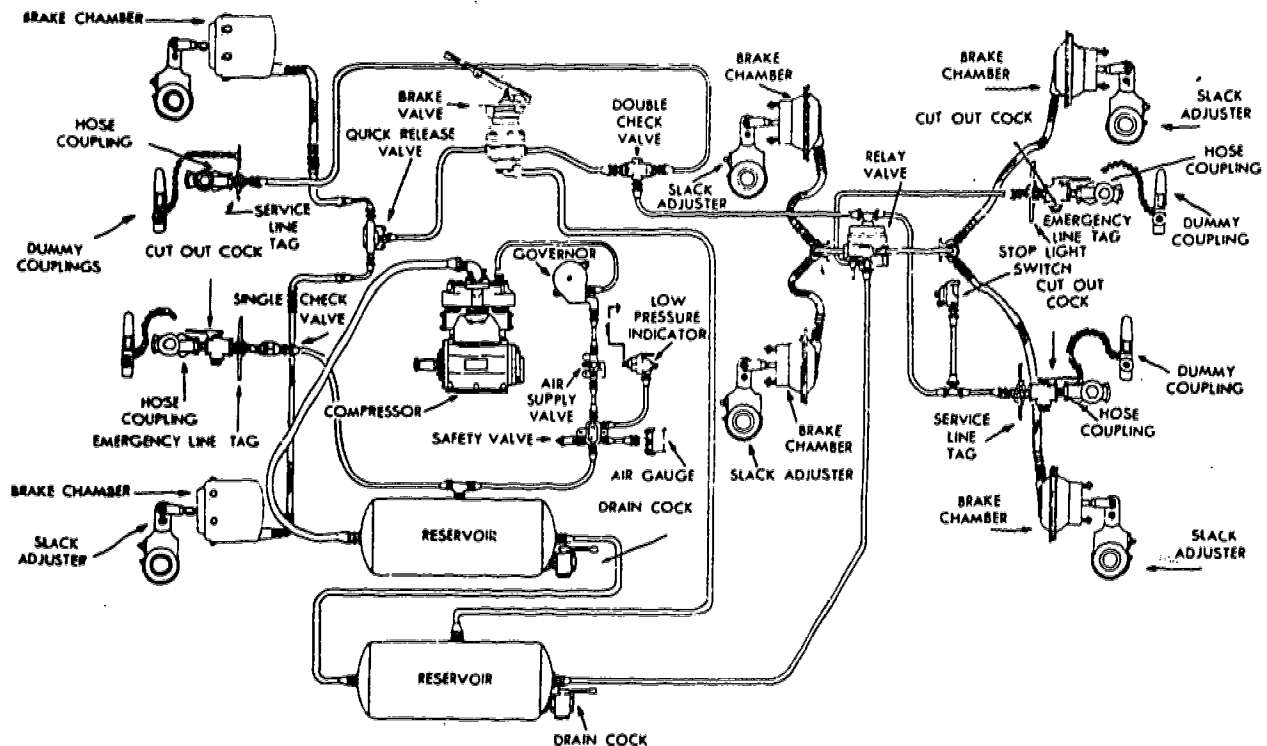 BRAKE CHAMBER
HOSE
COUPLING
DUMMY
COUPLINGS
SERVICE
LINE
TAG
CUT OUT COCK
QUICK RELEASE
VALVE
BRAKE
VALVE
DOUBLE
CHECK
VALVE
SINGLE CHECK
VALVE
HOSE
COUPLING
EMERGENCY LINE TAG
GOVERNOR
LOW
PRESSURE
INDICATOR
COMPRESSOR
AIR
SUPPLY
VALVE
SAFETY VALVE
AIR GAUGE
DRAIN COCK
BRAKE CHAMBER
SLACK
ADJUSTER
RESERVOIR
RESERVOIR
DRAIN COCK
BRAKE
CHAMBER
SLACK
ADJUSTER
RELAY
VALVE
BRAKE
CHAMBER
SLACK ADJUSTER
BRAKE
CHAMBER
CUT OUT COCK
SLACK
ADJUSTER
HOSE
COUPLING
EMERGENCY
LINE TAG
DUMMY
COUPLING
STOP LIGHT
SWITCH
CUT OUT
COCK
DUMMY
COUPLING
SERVICE
LINE
TAG
HOSE
COUPLING
BRAKE
CHAMBER
SLACK
ADJUSTER